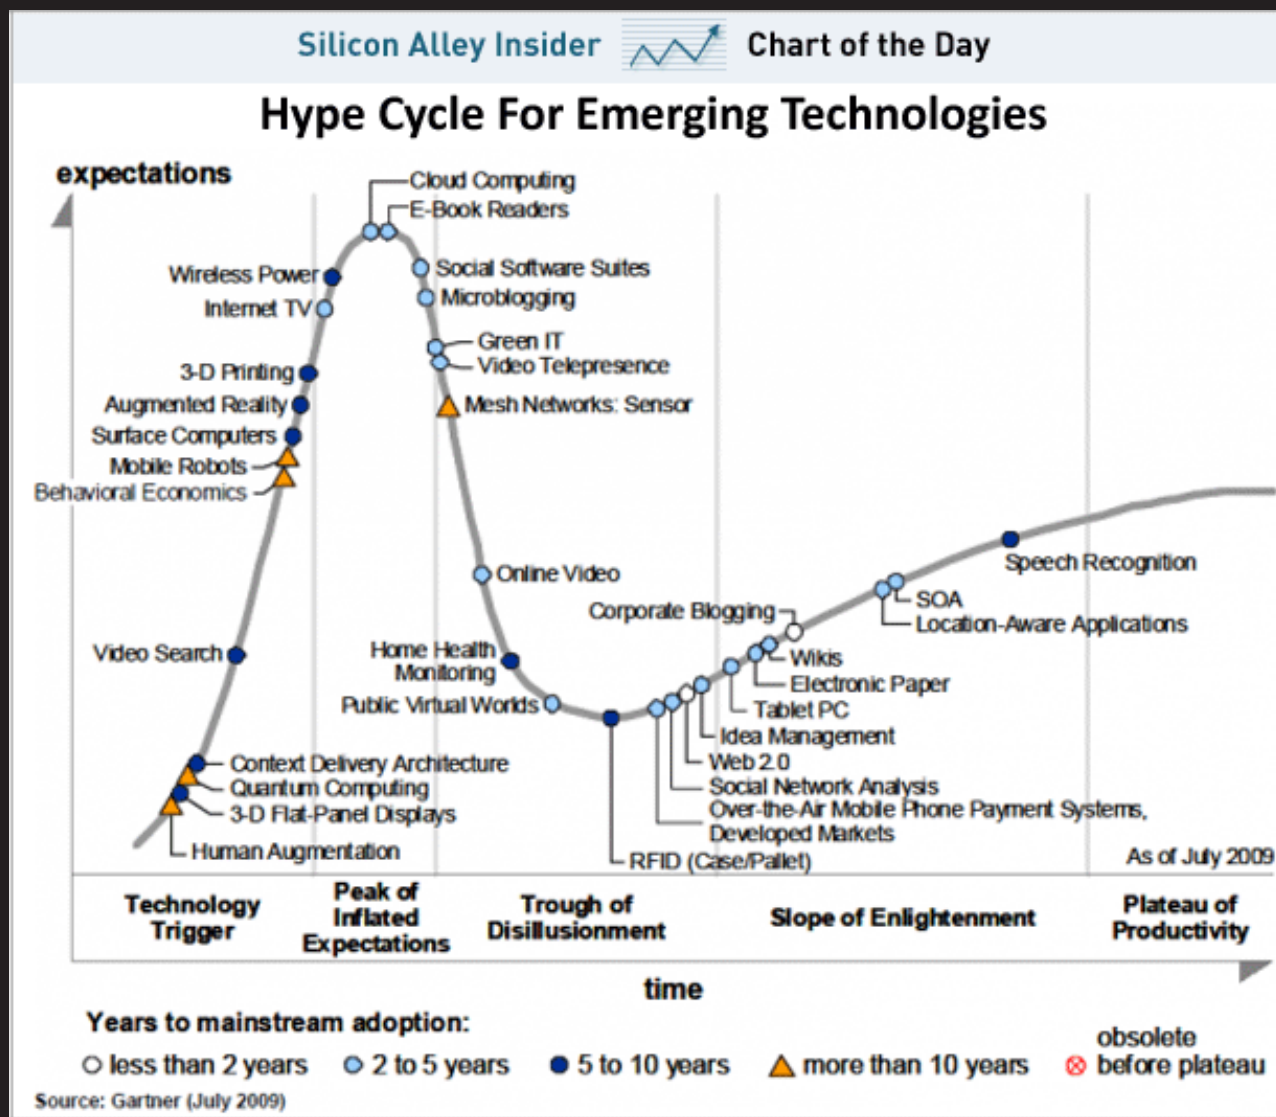 Silicon Alley Insider Chart of the Day
Hype Cycle For Emerging Technologies
expectations
Cloud Computing
E-Book Readers
Wireless Power
Social Software Suites
Internet TV
Microblogging
Green IT
Video Telepresence
3-D Printing
Augmented Reality
Mesh Networks: Sensor
Surface Computers
Mobile Robots
Behavioral Economics
Online Video
Speech Recognition
SOA
Corporate Blogging
Location-Aware Applications
Video Search
Home Health
Monitoring
Wikis
Electronic Paper
Public Virtual Worlds
Tablet PC
Idea Management
Web 2.0
Context Delivery Architecture
Quantum Computing
Social Network Analysis
3-D Flat-Panel Displays
Over-the-Air Mobile Phone Payment Systems,
Developed Markets
Human Augmentation
RFID (Case/Pallet)
As of July 2009
Technology
Trigger
Peak of
Inflated
Expectations
Trough of
Disillusionment
Slope of Enlightenment
Plateau of
Productivity
time
Years to mainstream adoption:
less than 2 years
2 to 5 years
5 to 10 years
more than 10 years
obsolete
before plateau
Source: Gartner (July 2009)